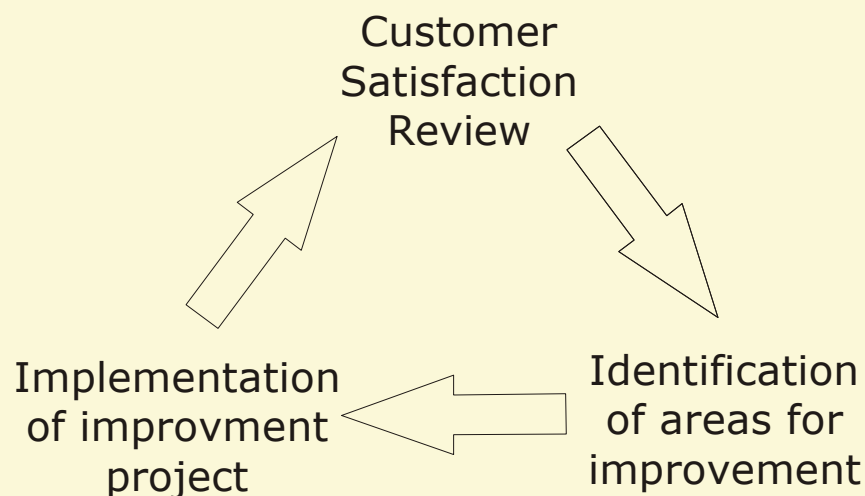 Customer
Satisfaction
Review
Implementation
of improvment
project
Identification
of areas for
improvement